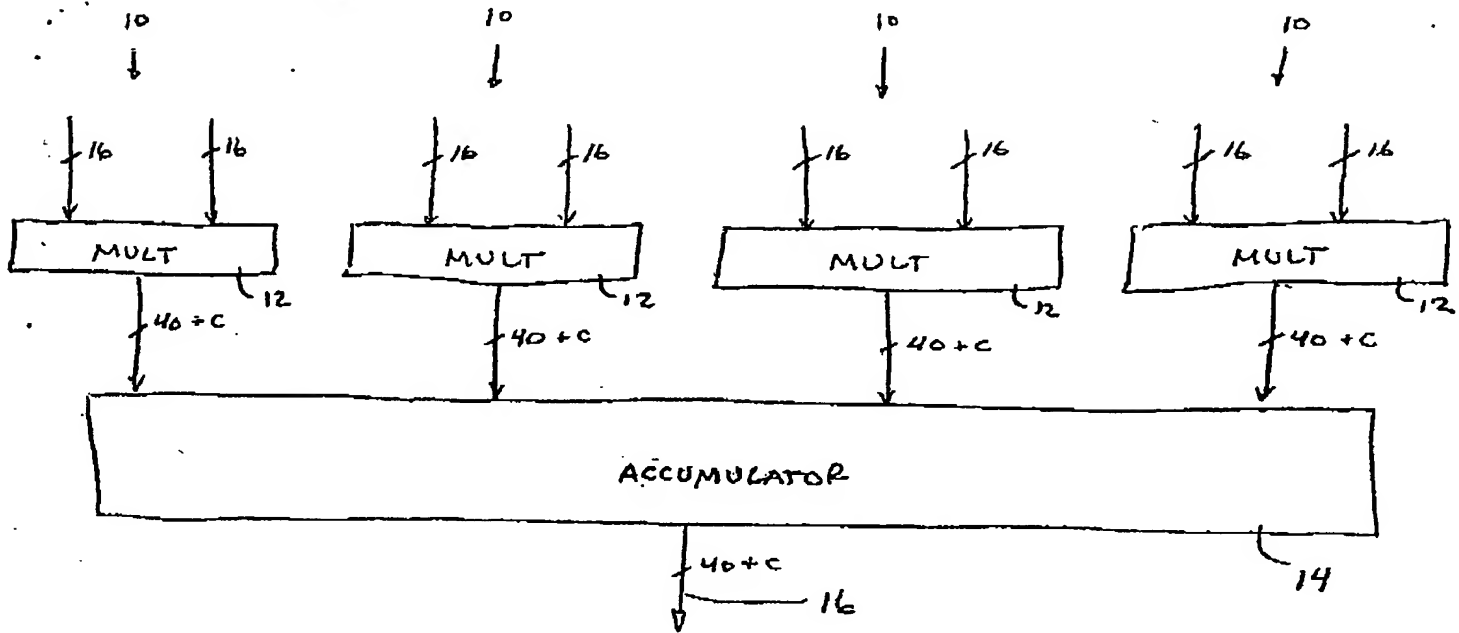 10 10 10 10
16 16 16 16 16 16 16 16
MULT MULT MULT MULT
12 12 12 12
40+C 40+C 40+C 40+C
ACCUMULATOR
14
40+C
16